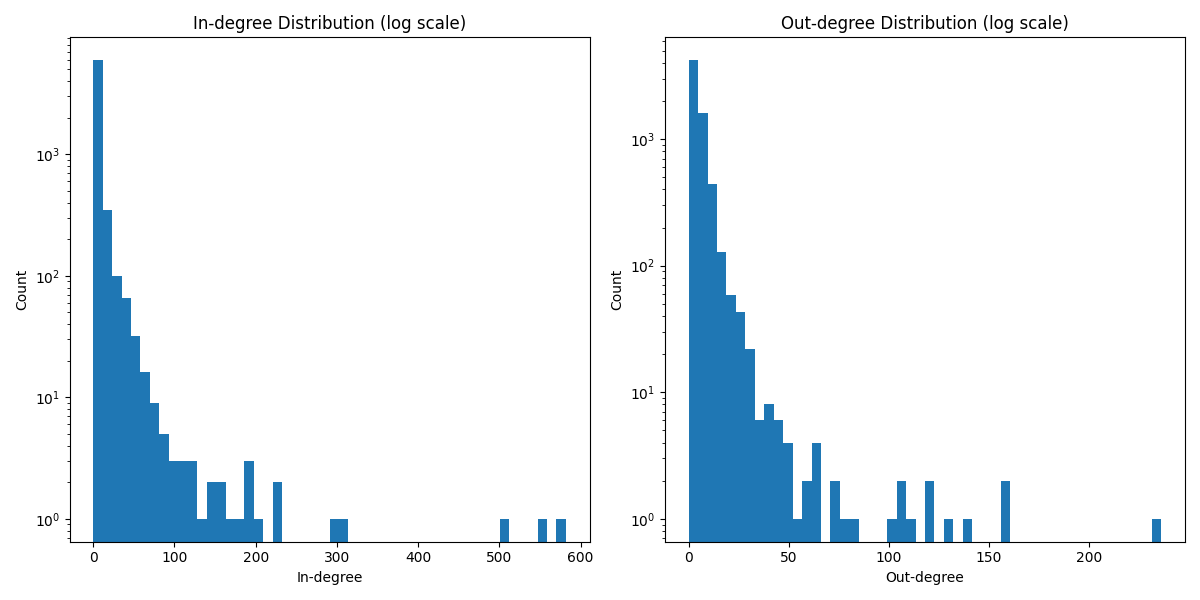 In-degree Distribution (log scale)
10³
10²
10¹
10⁰
Count
0 100 200 300 400 500 600
In-degree
Out-degree Distribution (log scale)
10³
10²
10¹
10⁰
Count
0 50 100 150 200
Out-degree